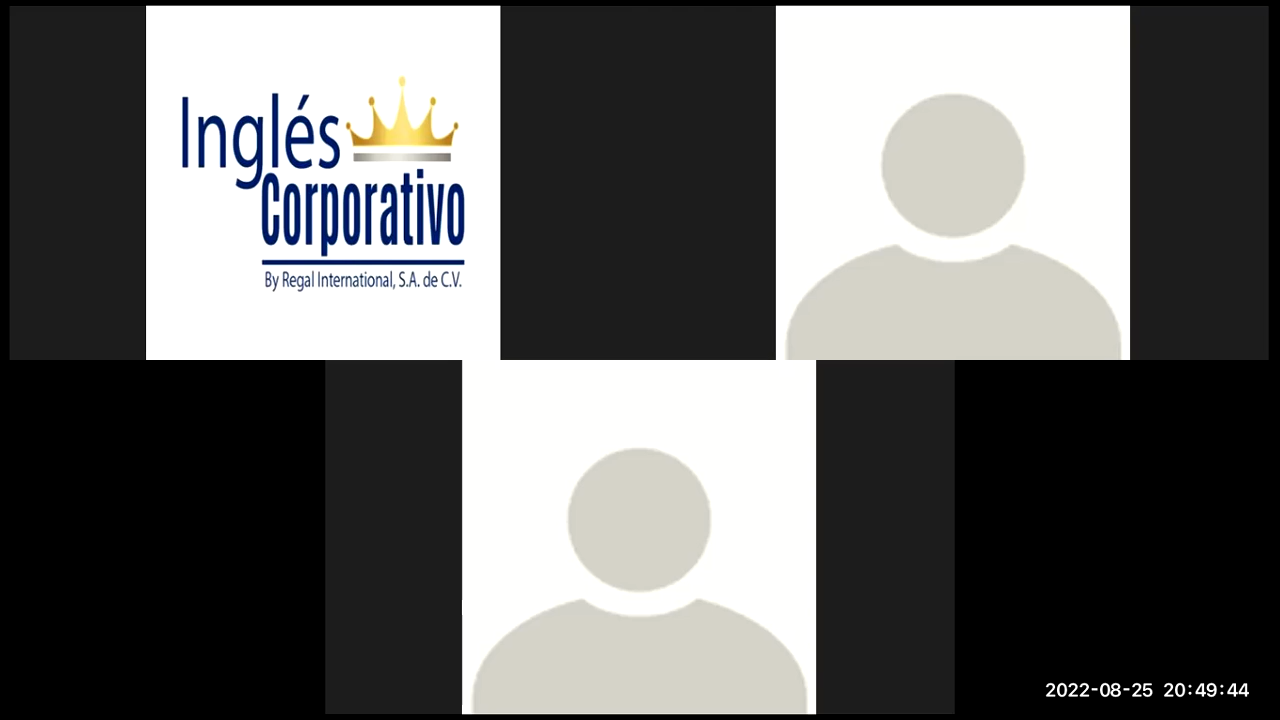 Inglés
Corporativo
By Regal International, S.A. de C.V.
2022-08-25 20:49:44